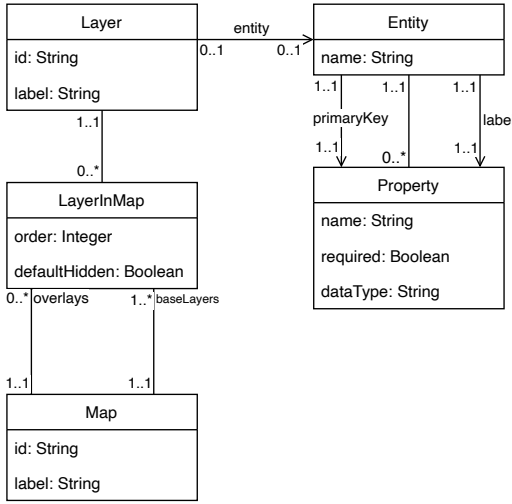 Layer
id: String
label: String
entity
0..1
0..1
Entity
name: String
1..1
0..*
1..1
1..1
1..1
primaryKey
labe
1..1
0..*
1..1
LayerInMap
order: Integer
defaultHidden: Boolean
Property
name: String
required: Boolean
dataType: String
0..*
overlays
1..*
baseLayers
1..1
1..1
Map
id: String
label: String